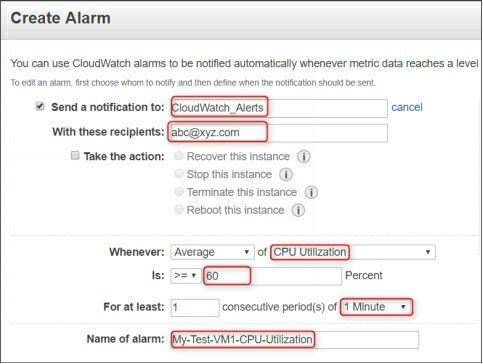 Create Alarm
You can use CloudWatch alarms to be notified automatically whenever metric data reaches a level
To edit an alarm, first choose whom to notify and then define when the notification should be sent.
Send a notification to: CloudWatch_Alerts cancel
With these recipients: abc@xyz.com
Take the action: Recover this instance i
Stop this instance i
Terminate this instance i
Reboot this instance i
Whenever: Average of CPU Utilization
Is: >= 60 Percent
For at least: 1 consecutive period(s) of 1 Minute
Name of alarm: My-Test-VM1-CPU-Utilization